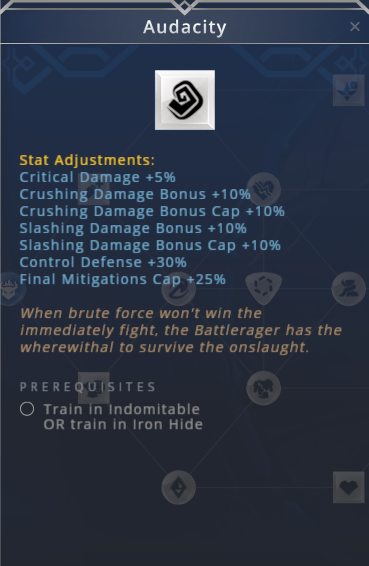 Audacity
Stat Adjustments:
Critical Damage +5%
Crushing Damage Bonus +10%
Crushing Damage Bonus Cap +10%
Slashing Damage Bonus +10%
Slashing Damage Bonus Cap +10%
Control Defense +30%
Final Mitigations Cap +25%
When brute force won't win the
immediately fight, the Battlerager has the
wherewithal to survive the onslaught.
PREREQUISITES
Train in Indomitable
OR train in Iron Hide